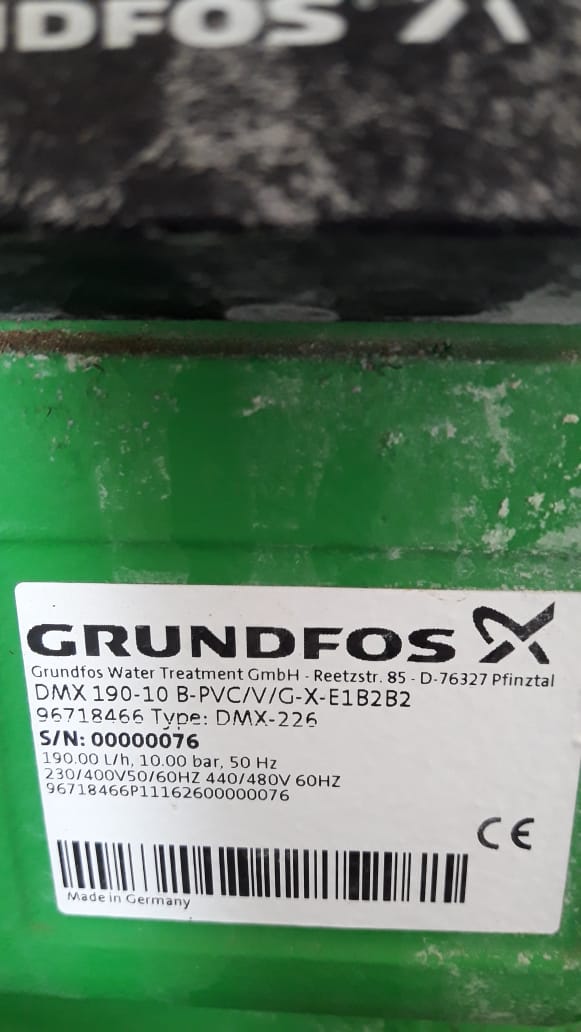 NDFOS
GRUNDFOS
Grundfos Water Treatment GmbH - Reetzstr. 85 - D-76327 Pfinztal
DMX 190-10 B-PVC/V/G-X-E1B2B2
96718466 Type: DMX-226
S/N: 00000076
190.00 L/h, 10.00 bar, 50 Hz
230/400V50/60HZ 440/480V 60HZ
96718466P11162600000076
CE
Made in Germany